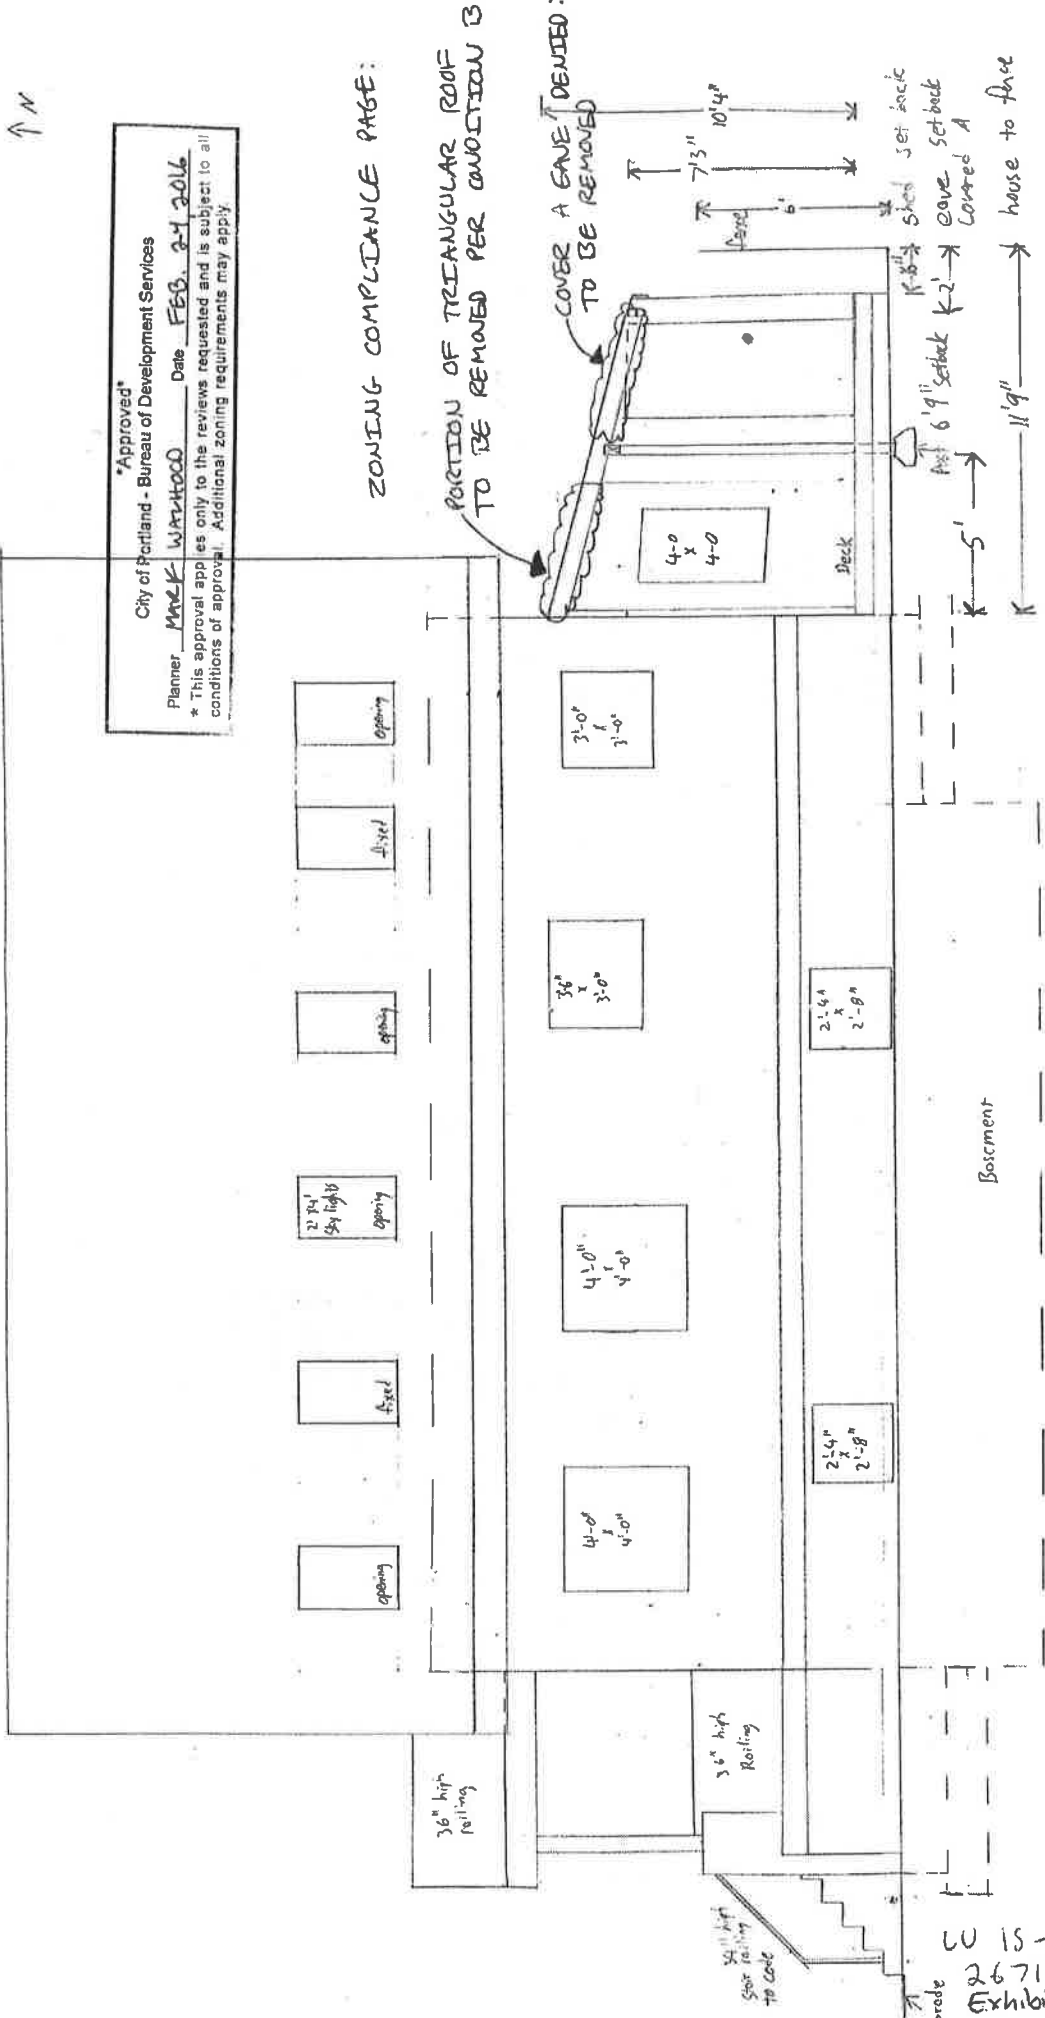 ↑ N
*Approved*
City of Portland - Bureau of Development Services
Planner MARK WALHOOD Date FEB. 24 2016
* This approval applies only to the reviews requested and is subject to all
conditions of approval. Additional zoning requirements may apply.
ZONING COMPLIANCE PAGE:
PORTION OF TRIANGULAR ROOF
TO BE REMOVED PER CONDITION B
COVER A EAVE DENIED:
TO BE REMOVED
36" high
railing
opening
fixed
2'x4'
Sky lights
opening
opening
fixed
opening
4'-0"
x
4'-0"
4'-0"
x
4'-0"
3'-6"
x
3'-0"
3'-0"
x
3'-0"
4-0
x
4-0
Deck
fence
6'
7'3"
10'4"
36" high
Railing
34" high
stair railing
to code
2'-4"
x
2'-8"
2'-4"
x
2'-8"
Basement
shed set back
Post 6'9" setback
2'
eave setback
Covered A
5'
11'9"
house to fence
LU 15-
2671
Exhibi